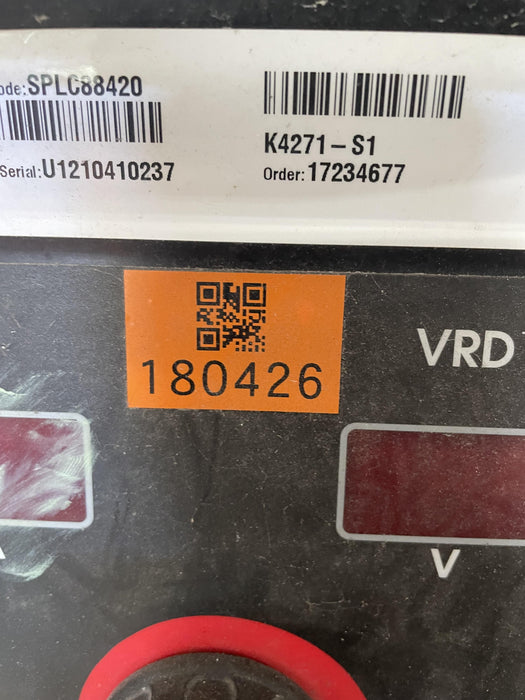 ode: SPLC88420
K4271-S1
Serial: U1210410237
Order: 17234677
180426
VRD
V